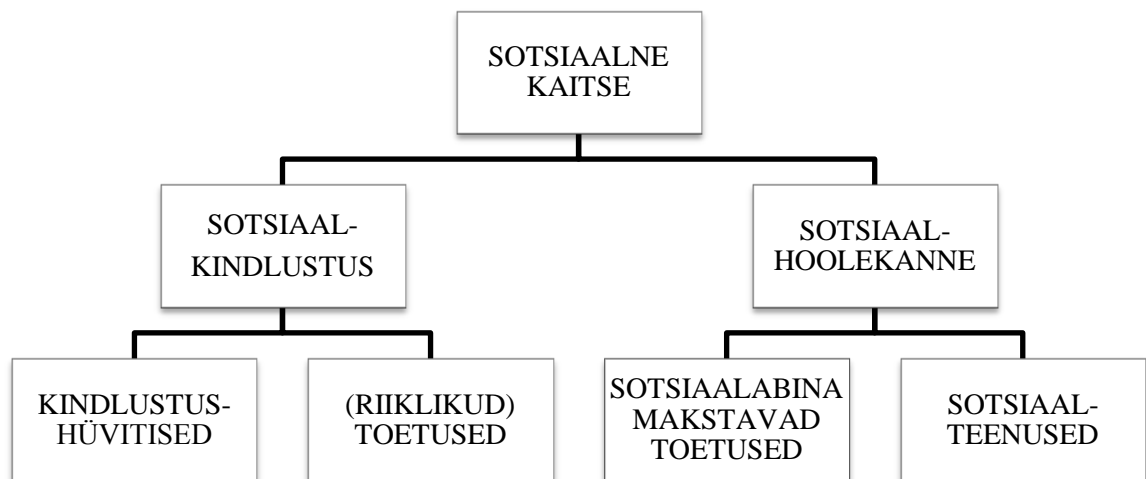 SOTSIAALNE
KAITSE
SOTSIAAL-
KINDLUSTUS
SOTSIAAL-
HOOLEKANNE
KINDLUSTUS-
HÜVITISED
(RIIKLIKUD)
TOETUSED
SOTSIAALABINA
MAKSTAVAD
TOETUSED
SOTSIAAL-
TEENUSED